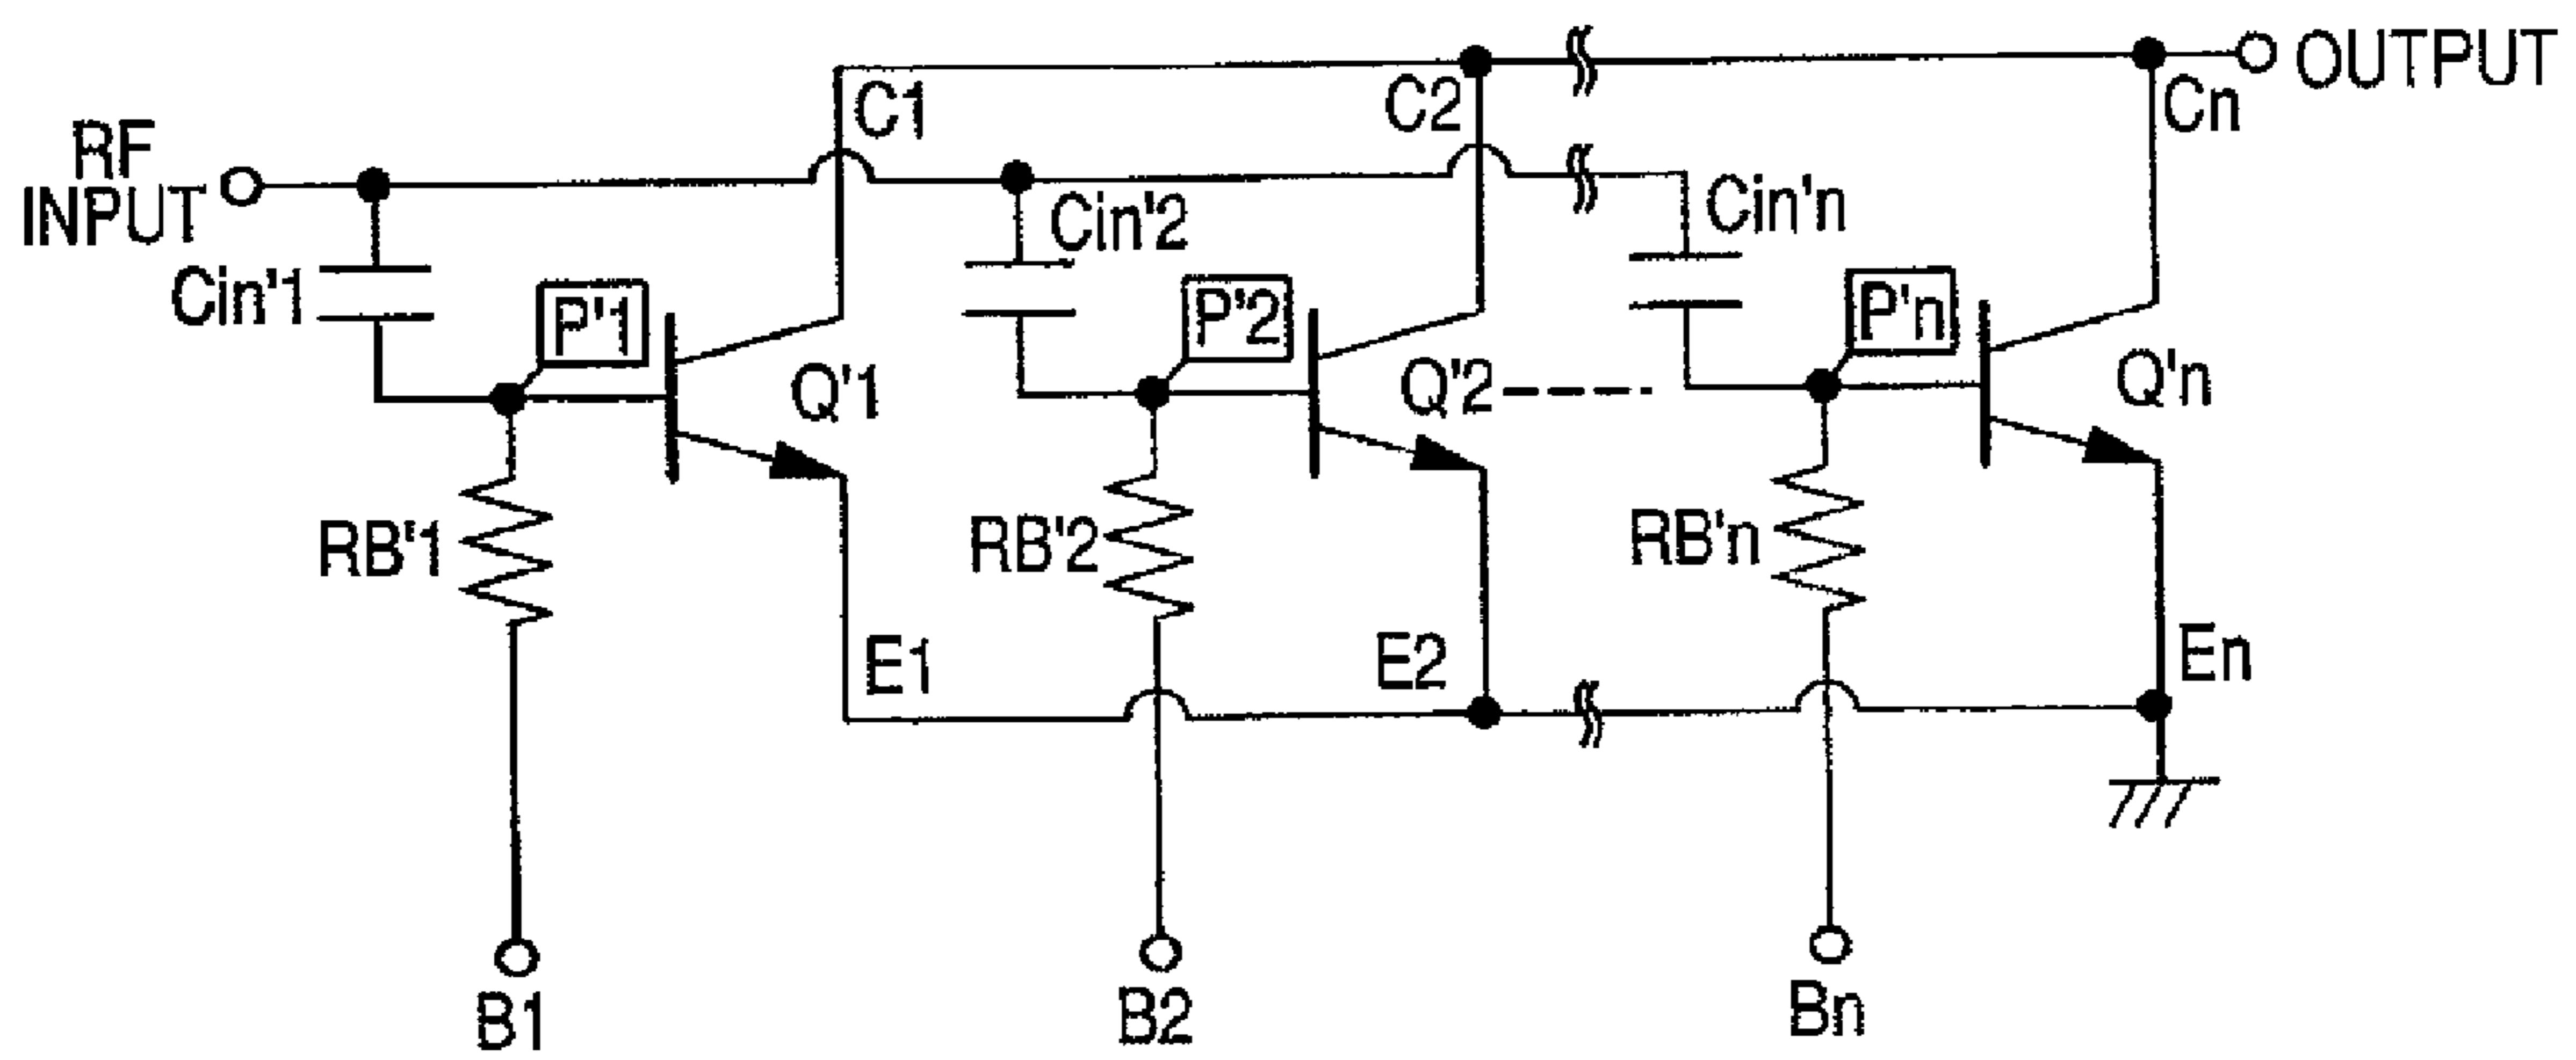 OUTPUT
C1
C2
Cn
RF
INPUT
Cin'1
Cin'2
Cin'n
P'1
P'2
P'n
Q'1
Q'2
Q'n
RB'1
RB'2
RB'n
E1
E2
En
B1
B2
Bn